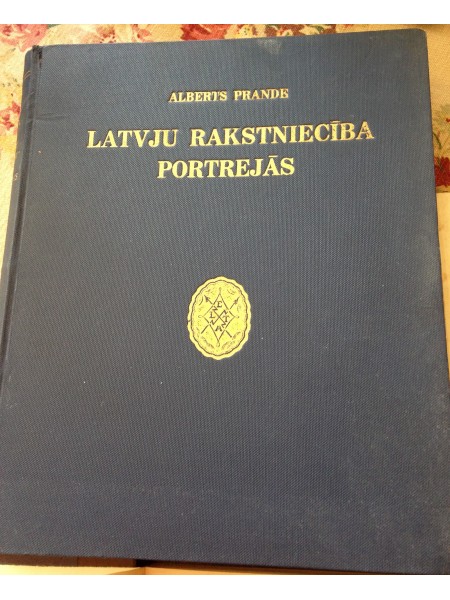 ALBERTS PRANDE
LATVJU RAKSTNIECĪBA
PORTREJĀS